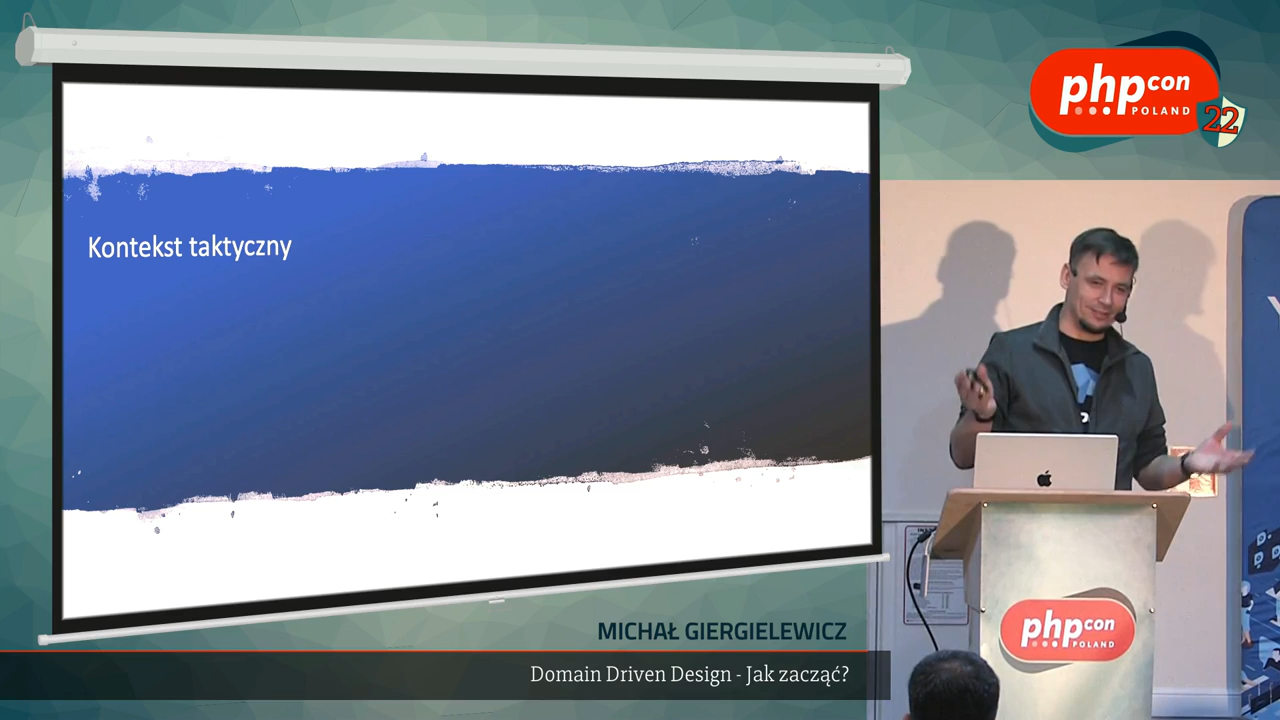 php con
POLAND
22
Kontekst taktyczny
php con
POLAND
MICHAŁ GIERGIELEWICZ
Domain Driven Design - Jak zacząć?